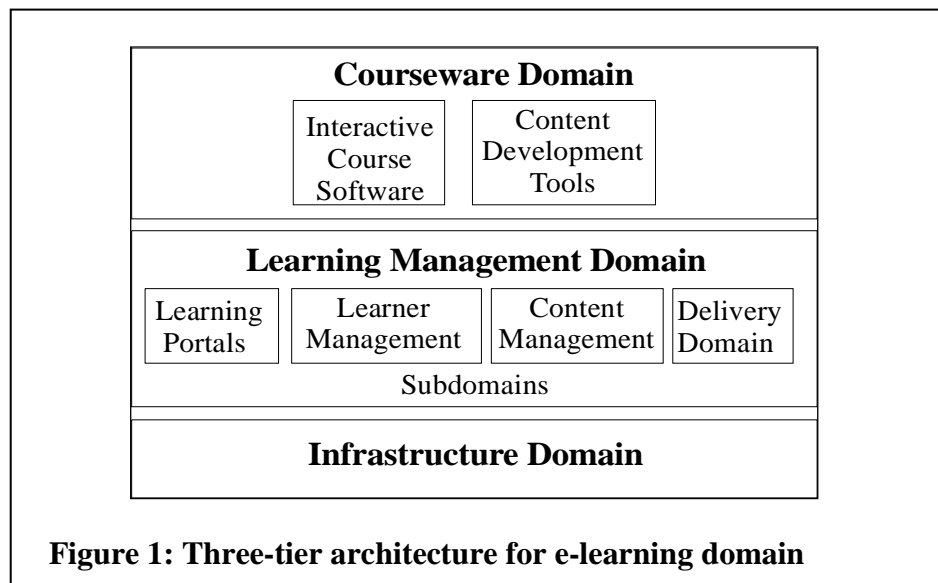 Courseware Domain
Interactive
Course
Software
Content
Development
Tools
Learning Management Domain
Learning
Portals
Learner
Management
Content
Management
Delivery
Domain
Subdomains
Infrastructure Domain
Figure 1: Three-tier architecture for e-learning domain